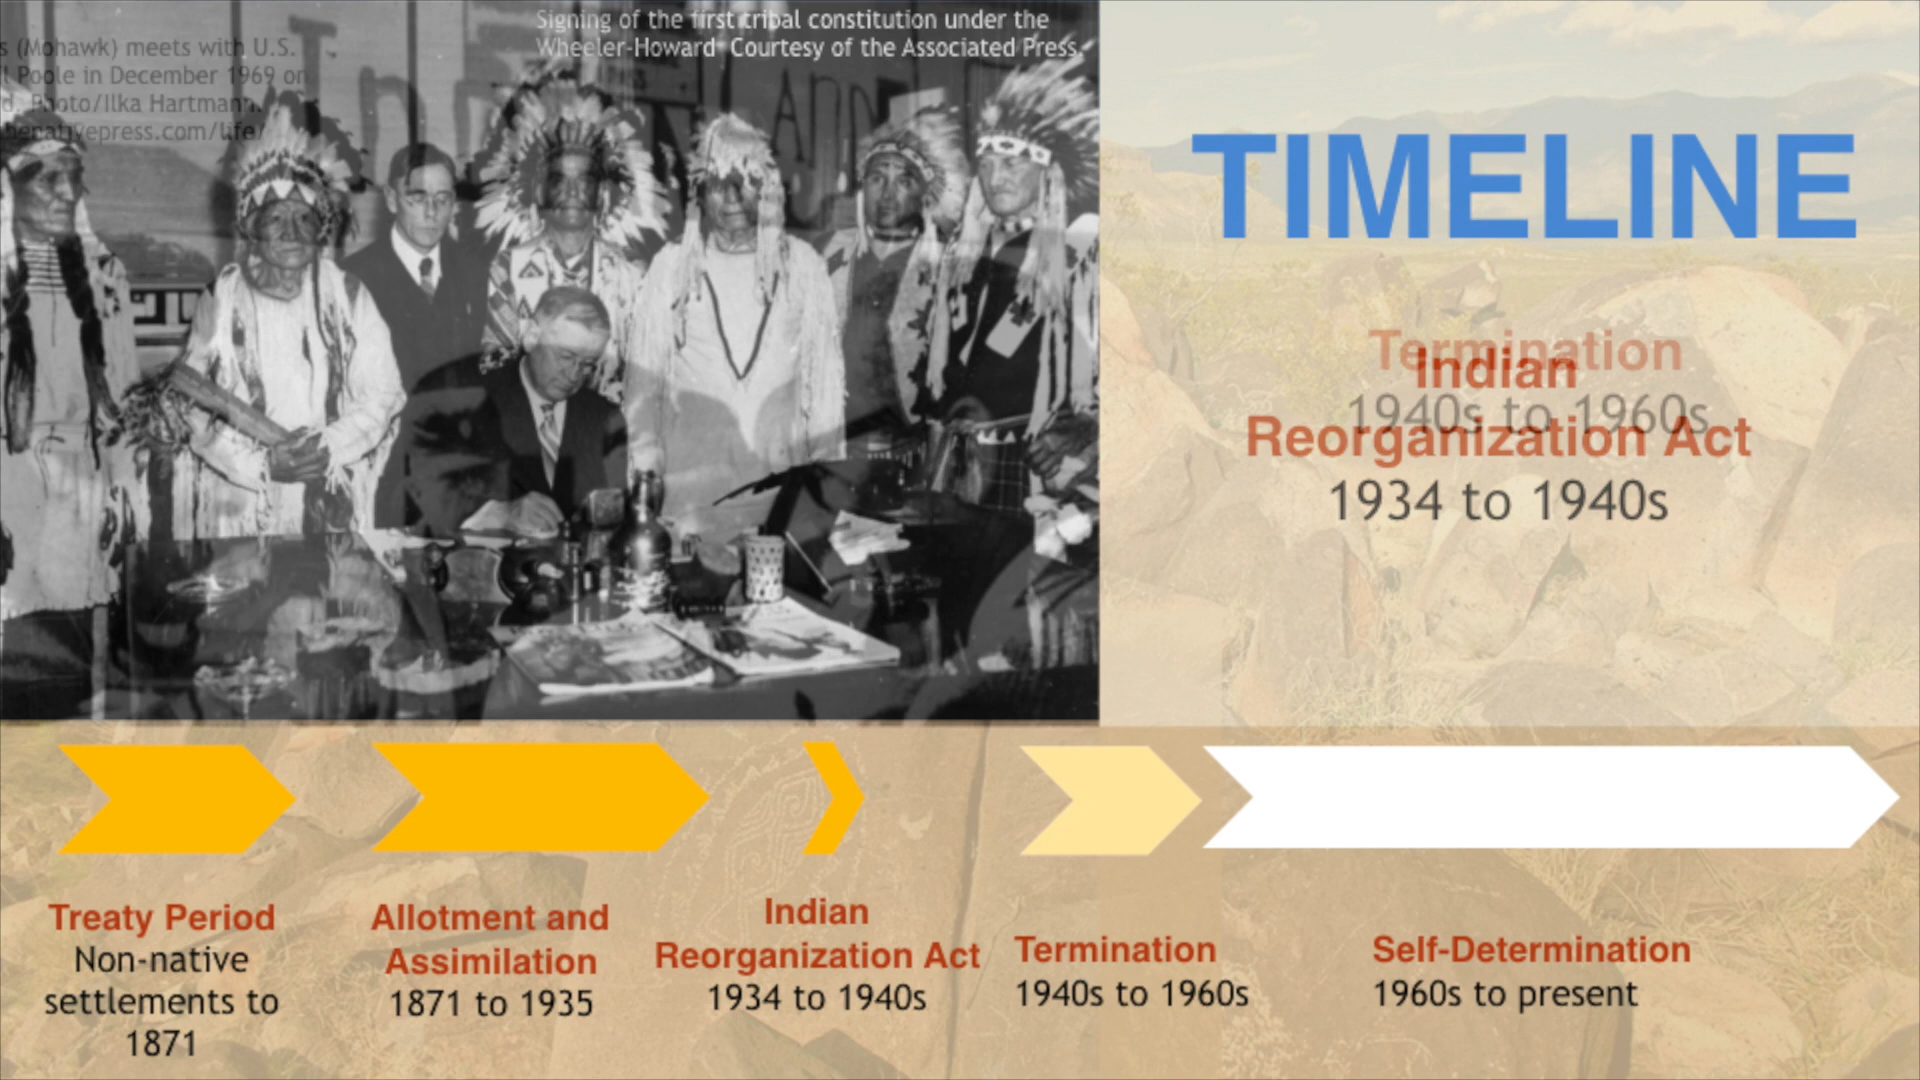 Signing of the first tribal constitution under the
Wheeler-Howard Courtesy of the Associated Press.
s (Mohawk) meets with U.S.
l Poole in December 1969 on
d. Photo/Ilka Hartmann.
henativepress.com/life/
TIMELINE
Termination
1940s to 1960s
Indian
Reorganization Act
1934 to 1940s
Treaty Period
Non-native
settlements to
1871
Allotment and
Assimilation
1871 to 1935
Indian
Reorganization Act
1934 to 1940s
Termination
1940s to 1960s
Self-Determination
1960s to present